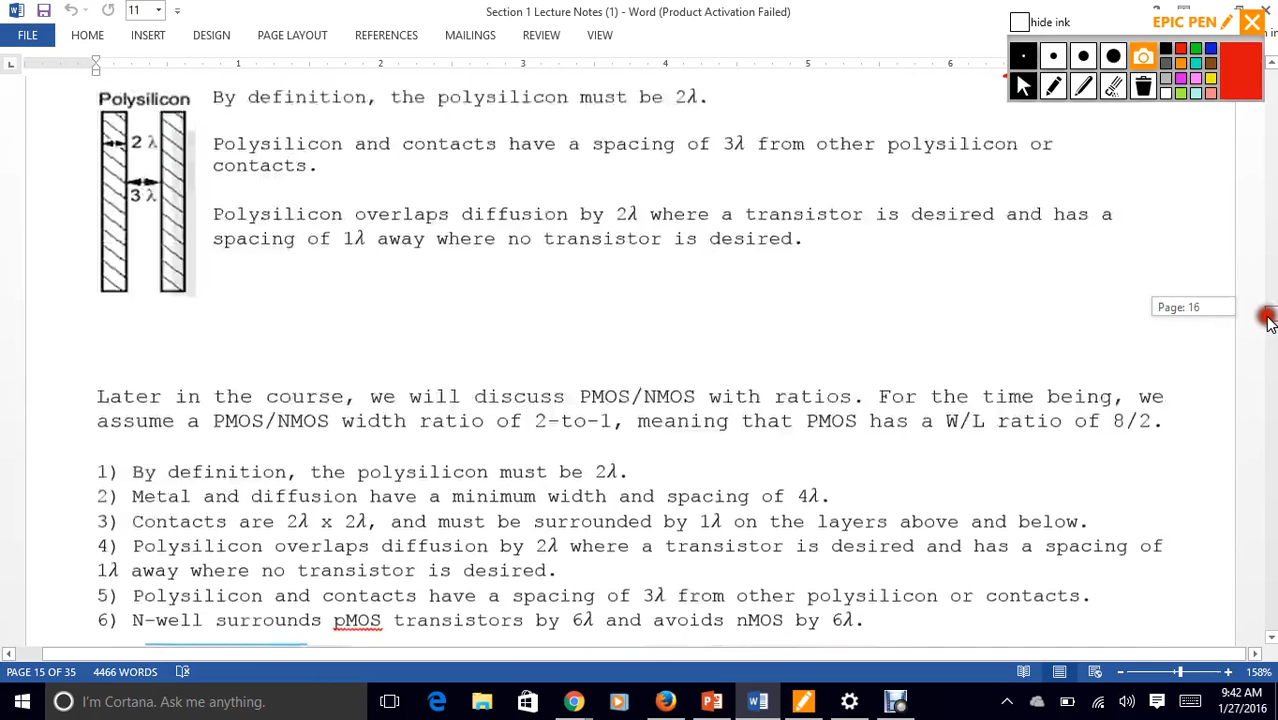 11
Section 1 Lecture Notes (1) - Word (Product Activation Failed)
?
hide ink
EPIC PEN
FILE
HOME
INSERT
DESIGN
PAGE LAYOUT
REFERENCES
MAILINGS
REVIEW
VIEW
1
2
3
4
5
6
Polysilicon
2 λ
3 λ
By definition, the polysilicon must be 2λ.
Polysilicon and contacts have a spacing of 3λ from other polysilicon or
contacts.
Polysilicon overlaps diffusion by 2λ where a transistor is desired and has a
spacing of 1λ away where no transistor is desired.
Page: 16
Later in the course, we will discuss PMOS/NMOS with ratios. For the time being, we
assume a PMOS/NMOS width ratio of 2-to-1, meaning that PMOS has a W/L ratio of 8/2.
1) By definition, the polysilicon must be 2λ.
2) Metal and diffusion have a minimum width and spacing of 4λ.
3) Contacts are 2λ x 2λ, and must be surrounded by 1λ on the layers above and below.
4) Polysilicon overlaps diffusion by 2λ where a transistor is desired and has a spacing of
1λ away where no transistor is desired.
5) Polysilicon and contacts have a spacing of 3λ from other polysilicon or contacts.
6) N-well surrounds pMOS transistors by 6λ and avoids nMOS by 6λ.
PAGE 15 OF 35
4466 WORDS
158%
I'm Cortana. Ask me anything.
9:42 AM
1/27/2016